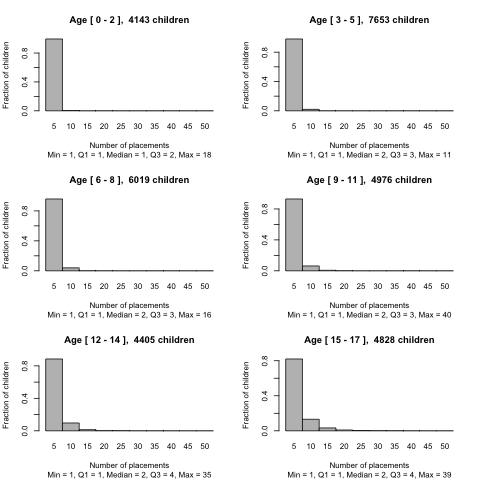 Age [ 0 - 2 ],  4143 children
Fraction of children
0.0 0.4 0.8
5 10 15 20 25 30 35 40 45 50
Number of placements
Min = 1, Q1 = 1, Median = 1, Q3 = 2, Max = 18
Age [ 3 - 5 ],  7653 children
Fraction of children
0.0 0.4 0.8
5 10 15 20 25 30 35 40 45 50
Number of placements
Min = 1, Q1 = 1, Median = 2, Q3 = 3, Max = 11
Age [ 6 - 8 ],  6019 children
Fraction of children
0.0 0.4 0.8
5 10 15 20 25 30 35 40 45 50
Number of placements
Min = 1, Q1 = 1, Median = 2, Q3 = 3, Max = 16
Age [ 9 - 11 ],  4976 children
Fraction of children
0.0 0.4 0.8
5 10 15 20 25 30 35 40 45 50
Number of placements
Min = 1, Q1 = 1, Median = 2, Q3 = 3, Max = 40
Age [ 12 - 14 ],  4405 children
Fraction of children
0.0 0.4 0.8
5 10 15 20 25 30 35 40 45 50
Number of placements
Min = 1, Q1 = 1, Median = 2, Q3 = 4, Max = 35
Age [ 15 - 17 ],  4828 children
Fraction of children
0.0 0.4 0.8
5 10 15 20 25 30 35 40 45 50
Number of placements
Min = 1, Q1 = 1, Median = 2, Q3 = 4, Max = 39